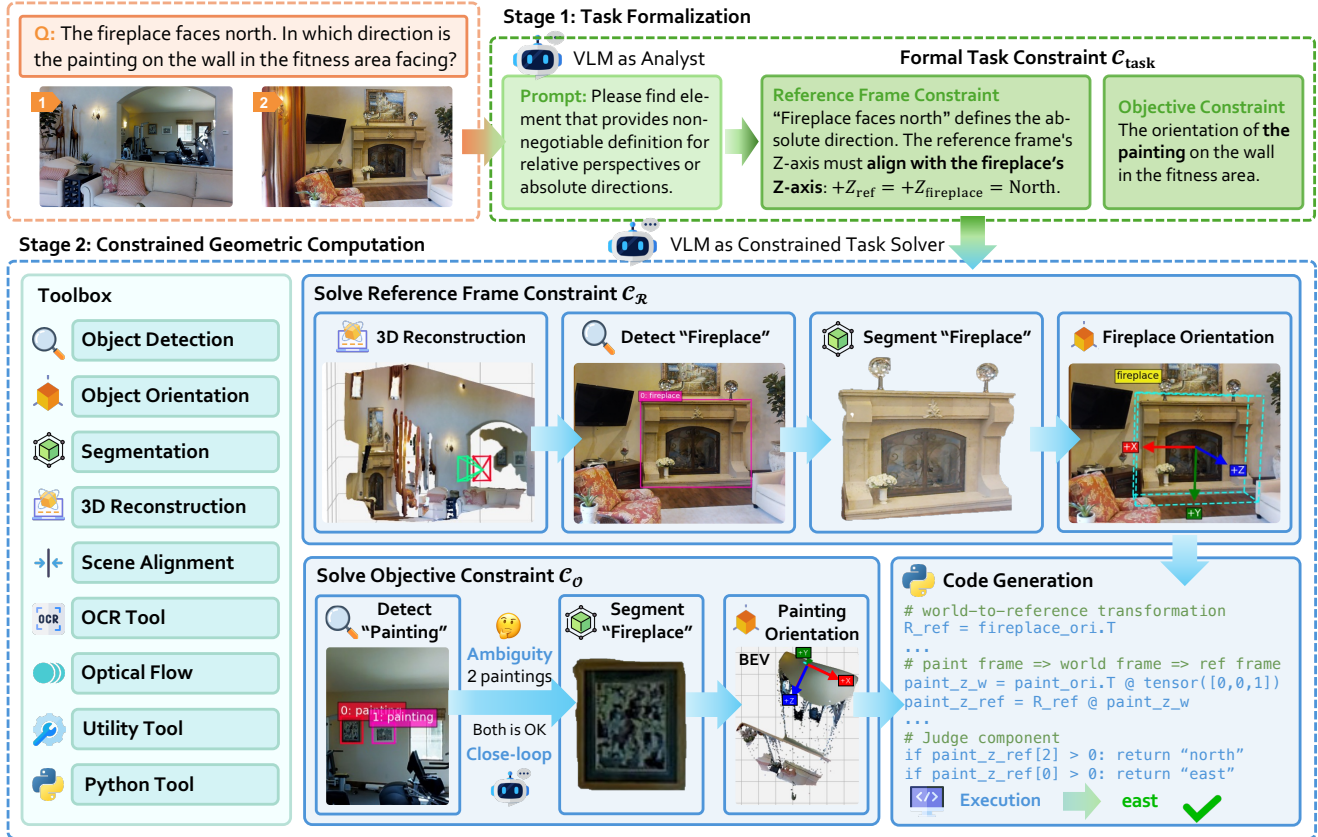 Stage 1: Task Formalization
Q: The fireplace faces north. In which direction is
the painting on the wall in the fitness area facing?
1
2
VLM as Analyst
Prompt: Please find ele-
ment that provides non-
negotiable definition for
relative perspectives or
absolute directions.
Formal Task Constraint C_task
Reference Frame Constraint
“Fireplace faces north” defines the ab-
solute direction. The reference frame's
Z-axis must align with the fireplace's
Z-axis: +Z_ref = +Z_fireplace = North.
Objective Constraint
The orientation of the
painting on the wall
in the fitness area.
Stage 2: Constrained Geometric Computation
VLM as Constrained Task Solver
Toolbox
Object Detection
Object Orientation
Segmentation
3D Reconstruction
Scene Alignment
OCR
OCR Tool
Optical Flow
Utility Tool
Python Tool
Solve Reference Frame Constraint C_R
3D Reconstruction
Detect “Fireplace”
0: fireplace
Segment “Fireplace”
Fireplace Orientation
fireplace
+X
+Z
+Y
Solve Objective Constraint C_O
Detect
“Painting”
0: painting
1: painting
Ambiguity
2 paintings
Both is OK
Close-loop
Segment
“Fireplace”
Painting
Orientation
BEV
+Y
+X
+Z
Code Generation
# world-to-reference transformation
R_ref = fireplace_ori.T
...
# paint frame => world frame => ref frame
paint_z_w = paint_ori.T @ tensor([0,0,1])
paint_z_ref = R_ref @ paint_z_w
...
# Judge component
if paint_z_ref[2] > 0: return “north”
if paint_z_ref[0] > 0: return “east”
</>
Execution
east